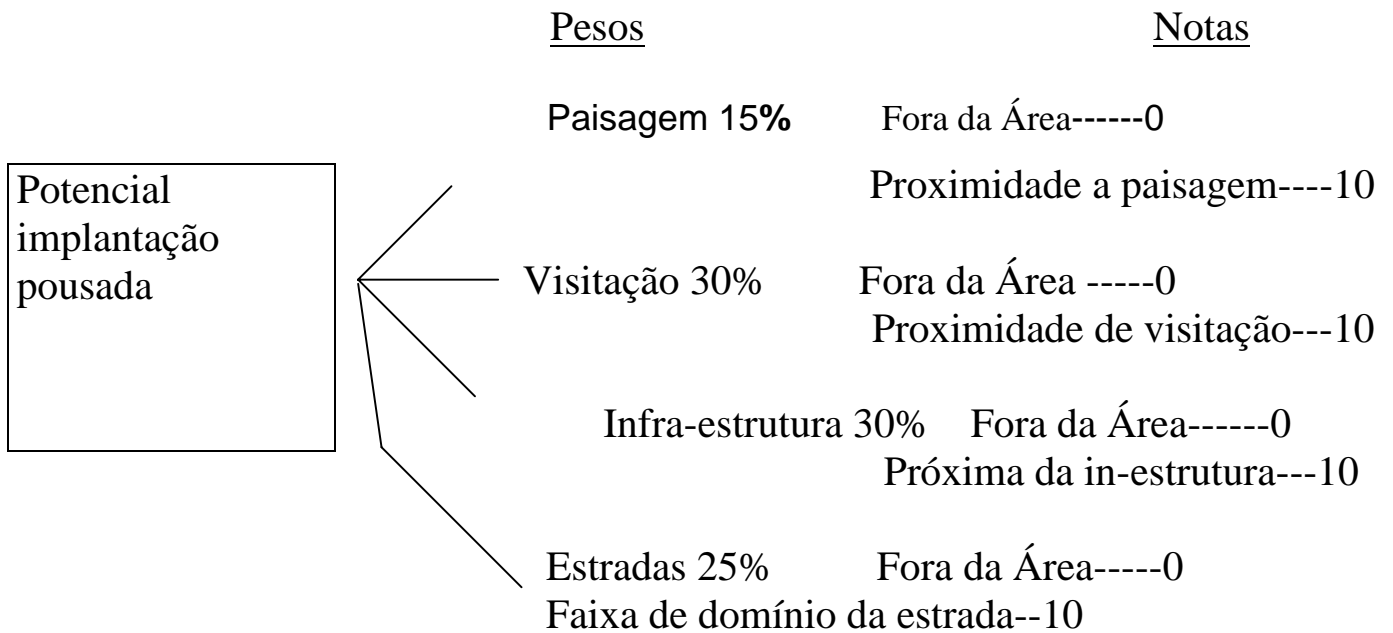 Pesos Notas
Paisagem 15% Fora da Área------0
Proximidade a paisagem----10
Potencial
implantação
pousada
Visitação 30% Fora da Área -----0
Proximidade de visitação---10
Infra-estrutura 30% Fora da Área------0
Próxima da in-estrutura---10
Estradas 25% Fora da Área-----0
Faixa de domínio da estrada--10